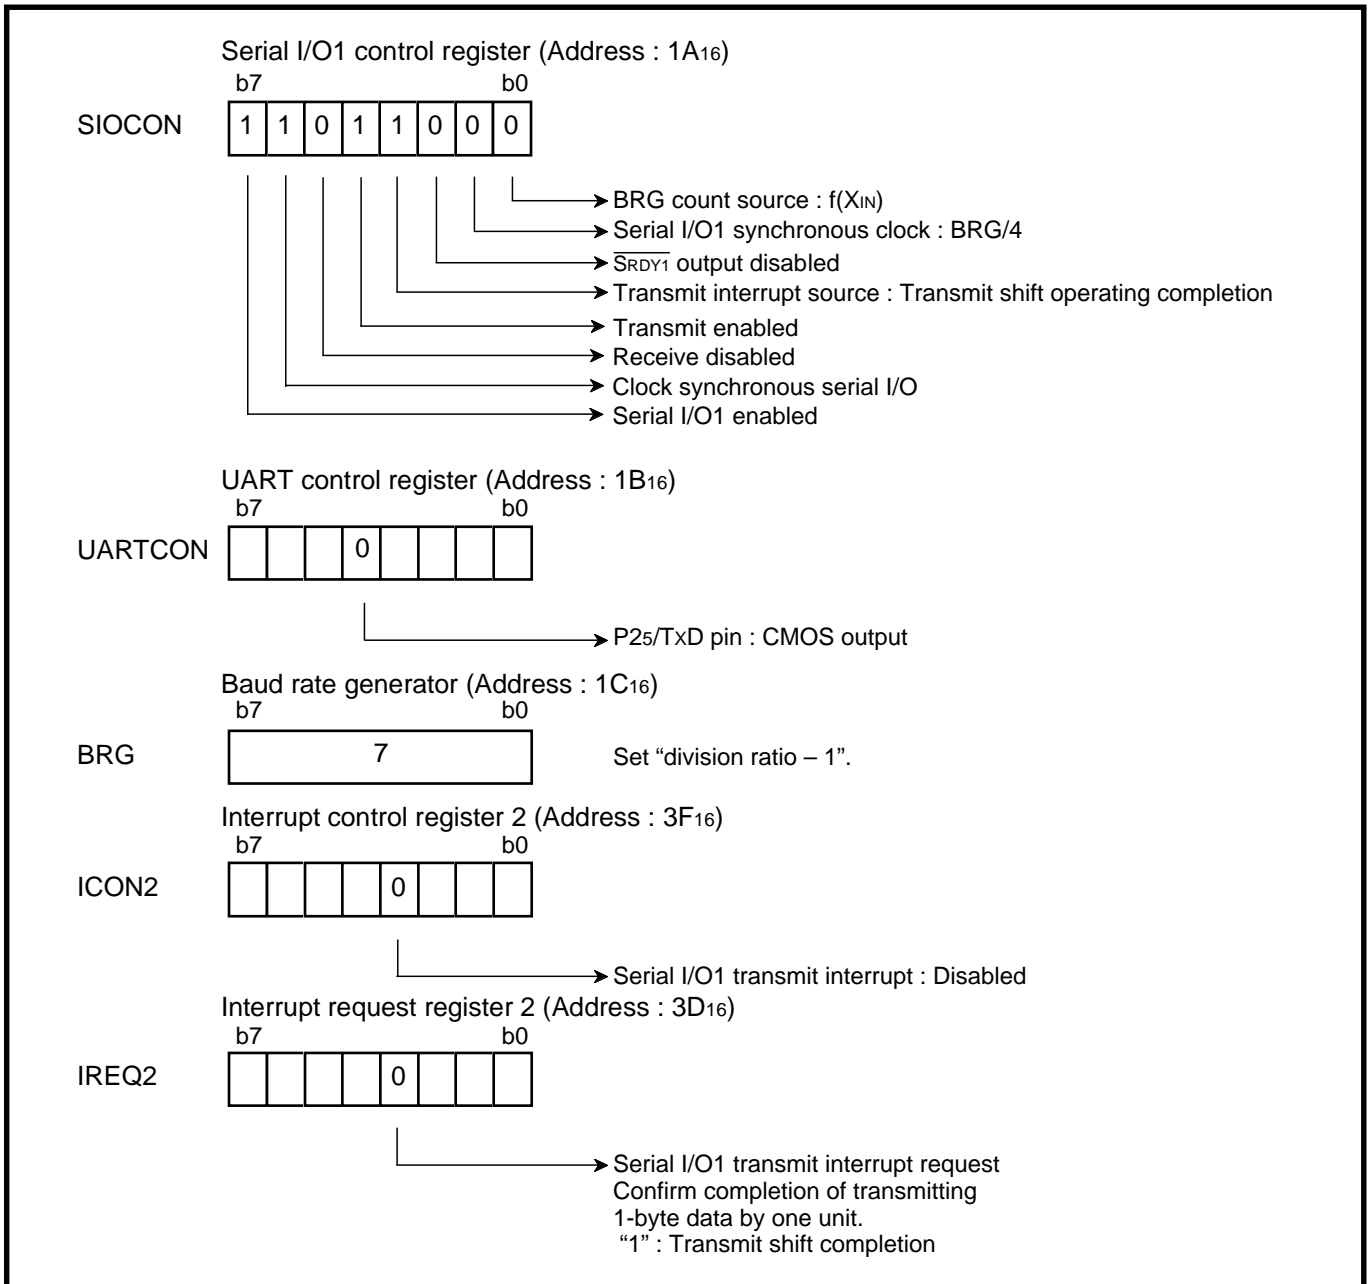 Serial I/O1 control register (Address : 1A16)
b7 b0
SIOCON 1 1 0 1 1 0 0 0
BRG count source : f(XIN)
Serial I/O1 synchronous clock : BRG/4
SRDY1 output disabled
Transmit interrupt source : Transmit shift operating completion
Transmit enabled
Receive disabled
Clock synchronous serial I/O
Serial I/O1 enabled
UART control register (Address : 1B16)
b7 b0
UARTCON 0
P25/TXD pin : CMOS output
Baud rate generator (Address : 1C16)
b7 b0
BRG 7 Set “division ratio – 1”.
Interrupt control register 2 (Address : 3F16)
b7 b0
ICON2 0
Serial I/O1 transmit interrupt : Disabled
Interrupt request register 2 (Address : 3D16)
b7 b0
IREQ2 0
Serial I/O1 transmit interrupt request
Confirm completion of transmitting
1-byte data by one unit.
“1” : Transmit shift completion